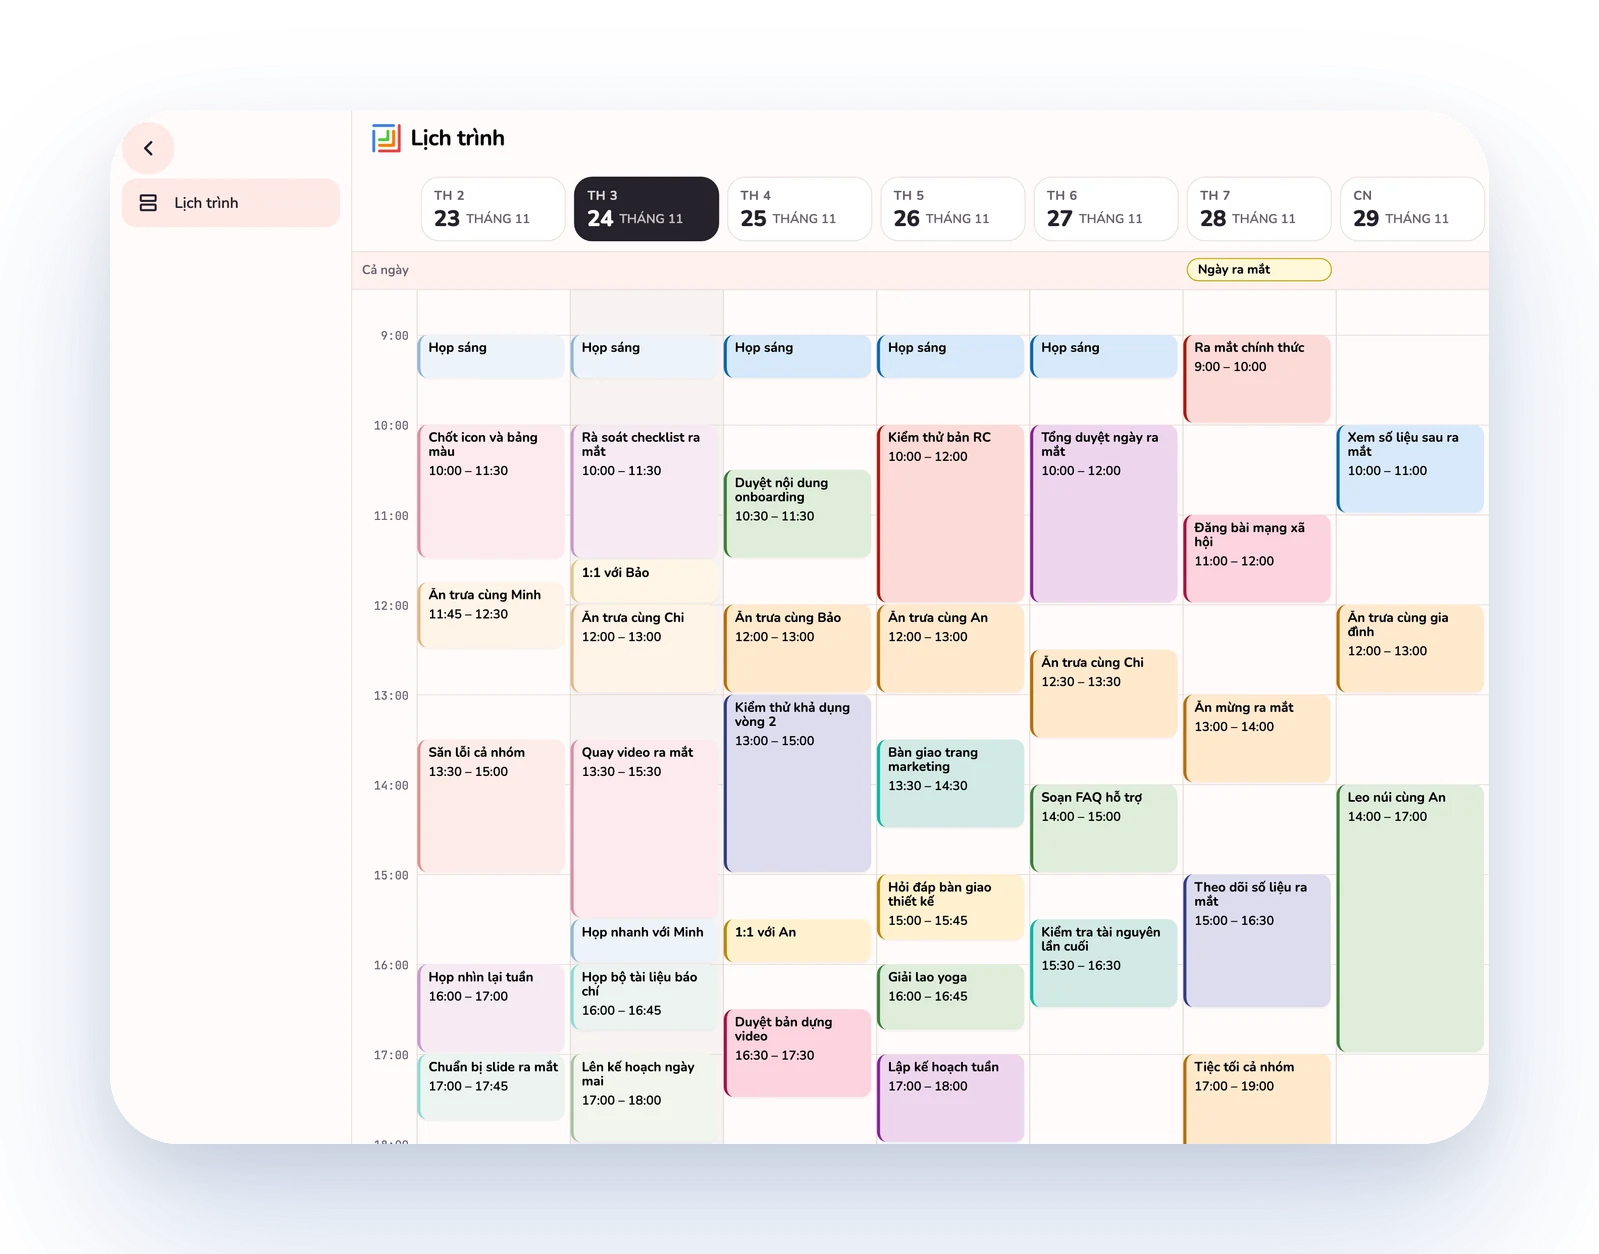 Lịch trình
Lịch trình
TH 2
23 THÁNG 11
TH 3
24 THÁNG 11
TH 4
25 THÁNG 11
TH 5
26 THÁNG 11
TH 6
27 THÁNG 11
TH 7
28 THÁNG 11
CN
29 THÁNG 11
Cả ngày
Ngày ra mắt
9:00
10:00
11:00
12:00
13:00
14:00
15:00
16:00
17:00
18:00
Họp sáng
Chốt icon và bảng
màu
10:00 – 11:30
Ăn trưa cùng Minh
11:45 – 12:30
Săn lỗi cả nhóm
13:30 – 15:00
Họp nhìn lại tuần
16:00 – 17:00
Chuẩn bị slide ra mắt
17:00 – 17:45
Họp sáng
Rà soát checklist ra
mắt
10:00 – 11:30
1:1 với Bảo
Ăn trưa cùng Chi
12:00 – 13:00
Quay video ra mắt
13:30 – 15:30
Họp nhanh với Minh
Họp bộ tài liệu báo
chí
16:00 – 16:45
Lên kế hoạch ngày
mai
17:00 – 18:00
Họp sáng
Duyệt nội dung
onboarding
10:30 – 11:30
Ăn trưa cùng Bảo
12:00 – 13:00
Kiểm thử khả dụng
vòng 2
13:00 – 15:00
1:1 với An
Duyệt bản dựng
video
16:30 – 17:30
Họp sáng
Kiểm thử bản RC
10:00 – 12:00
Ăn trưa cùng An
12:00 – 13:00
Bàn giao trang
marketing
13:30 – 14:30
Hỏi đáp bàn giao
thiết kế
15:00 – 15:45
Giải lao yoga
16:00 – 16:45
Lập kế hoạch tuần
17:00 – 18:00
Họp sáng
Tổng duyệt ngày ra
mắt
10:00 – 12:00
Ăn trưa cùng Chi
12:30 – 13:30
Soạn FAQ hỗ trợ
14:00 – 15:00
Kiểm tra tài nguyên
lần cuối
15:30 – 16:30
Ra mắt chính thức
9:00 – 10:00
Đăng bài mạng xã
hội
11:00 – 12:00
Ăn mừng ra mắt
13:00 – 14:00
Theo dõi số liệu ra
mắt
15:00 – 16:30
Tiệc tối cả nhóm
17:00 – 19:00
Xem số liệu sau ra
mắt
10:00 – 11:00
Ăn trưa cùng gia
đình
12:00 – 13:00
Leo núi cùng An
14:00 – 17:00